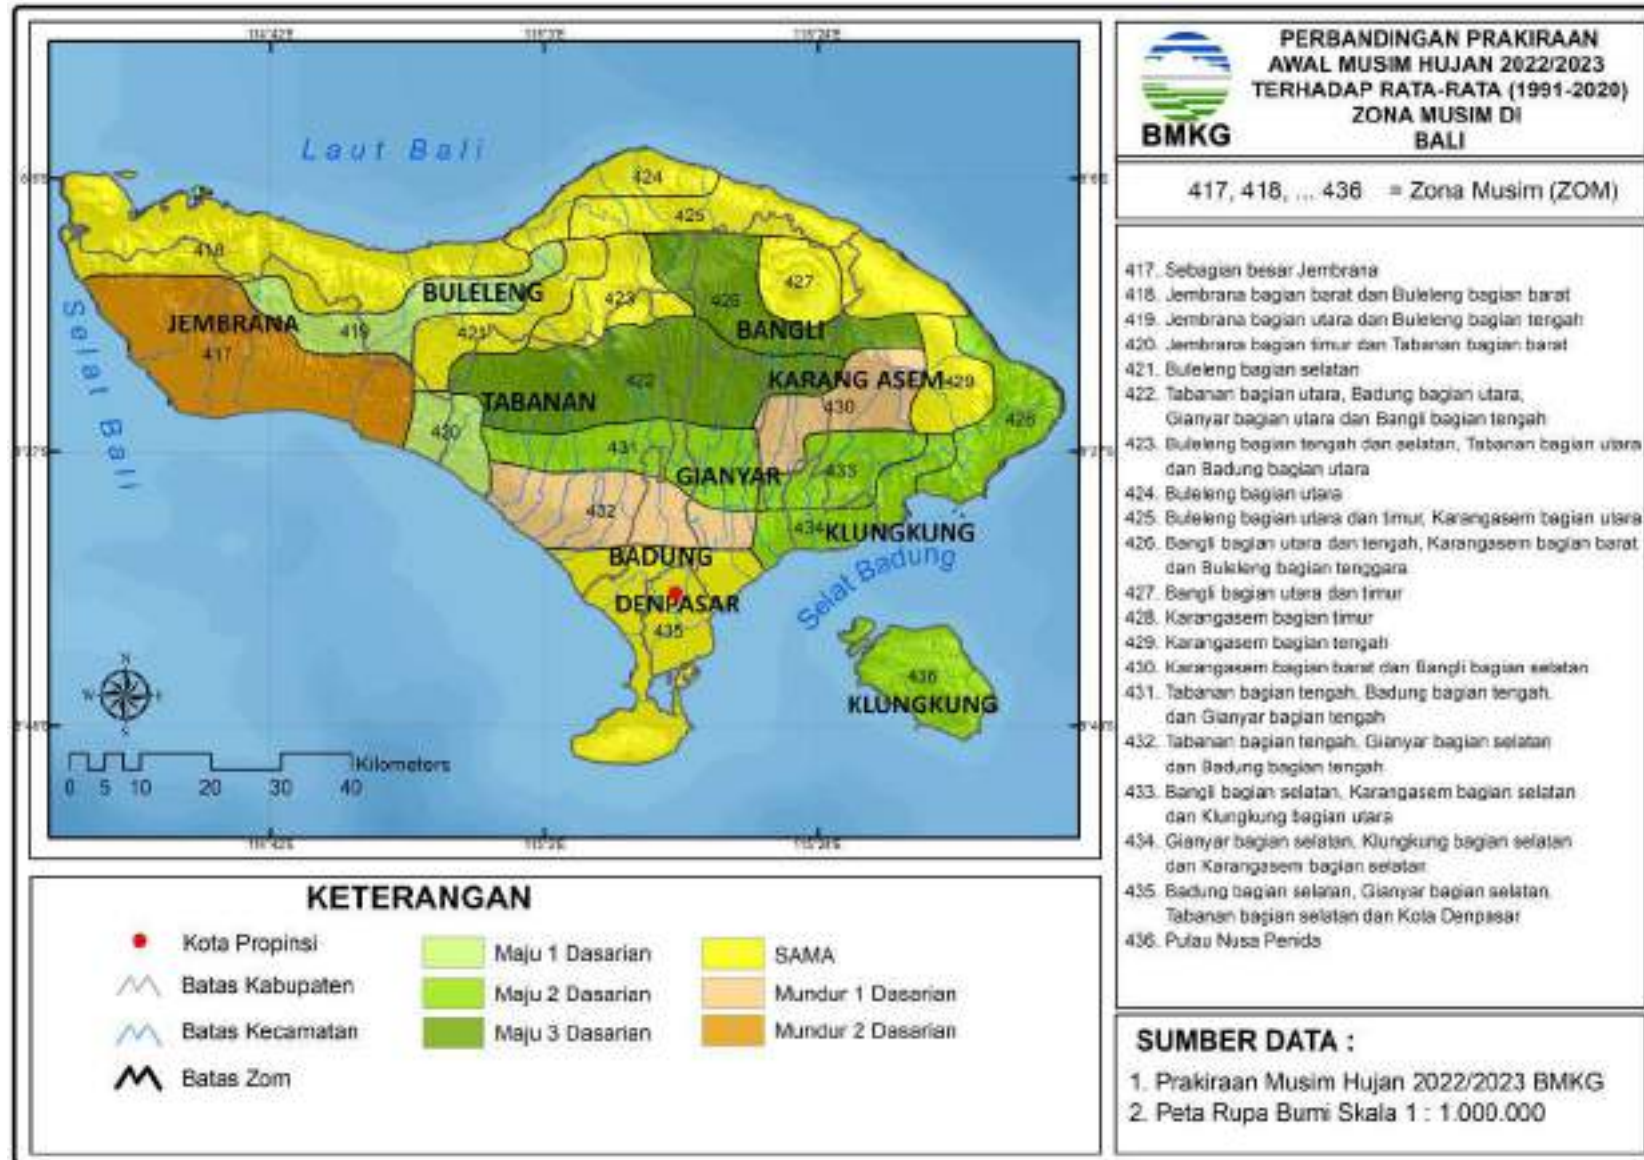 PERBANDINGAN PRAKIRAAN
AWAL MUSIM HUJAN 2022/2023
TERHADAP RATA-RATA (1991-2020)
ZONA MUSIM DI
BALI
BMKG
417, 418, ... 436 = Zona Musim (ZOM)
417. Sebagian besar Jembrana
418. Jembrana bagian barat dan Buleleng bagian barat
419. Jembrana bagian utara dan Buleleng bagian tengah
420. Jembrana bagian timur dan Tabanan bagian barat
421. Buleleng bagian selatan
422. Tabanan bagian utara, Badung bagian utara,
Gianyar bagian utara dan Bangli bagian tengah
423. Buleleng bagian tengah dan selatan, Tabanan bagian utara
dan Badung bagian utara
424. Buleleng bagian utara
425. Buleleng bagian utara dan timur, Karangasem bagian utara
426. Bangli bagian utara dan tengah, Karangasem bagian barat
dan Buleleng bagian tenggara
427. Bangli bagian utara dan timur
428. Karangasem bagian timur
429. Karangasem bagian tengah
430. Karangasem bagian barat dan Bangli bagian selatan
431. Tabanan bagian tengah, Badung bagian tengah,
dan Gianyar bagian tengah
432. Tabanan bagian tengah, Gianyar bagian selatan
dan Badung bagian tengah
433. Bangli bagian selatan, Karangasem bagian selatan
dan Klungkung bagian utara
434. Gianyar bagian selatan, Klungkung bagian selatan
dan Karangasem bagian selatan
435. Badung bagian selatan, Gianyar bagian selatan,
Tabanan bagian selatan dan Kota Denpasar
436. Pulau Nusa Penida
SUMBER DATA :
1. Prakiraan Musim Hujan 2022/2023 BMKG
2. Peta Rupa Bumi Skala 1 : 1.000.000
Laut Bali
Selat Bali
Selat Badung
424
425
418
427
BULELENG
423
426
JEMBRANA
419
421
BANGLI
417
422
KARANG ASEM
429
TABANAN
430
428
420
431
GIANYAR
433
432
434
KLUNGKUNG
BADUNG
DENPASAR
435
436
KLUNGKUNG
N
W
E
S
Kilometers
0 5 10 20 30 40
KETERANGAN
Kota Propinsi
Batas Kabupaten
Batas Kecamatan
Batas Zom
Maju 1 Dasarian
Maju 2 Dasarian
Maju 3 Dasarian
SAMA
Mundur 1 Dasarian
Mundur 2 Dasarian